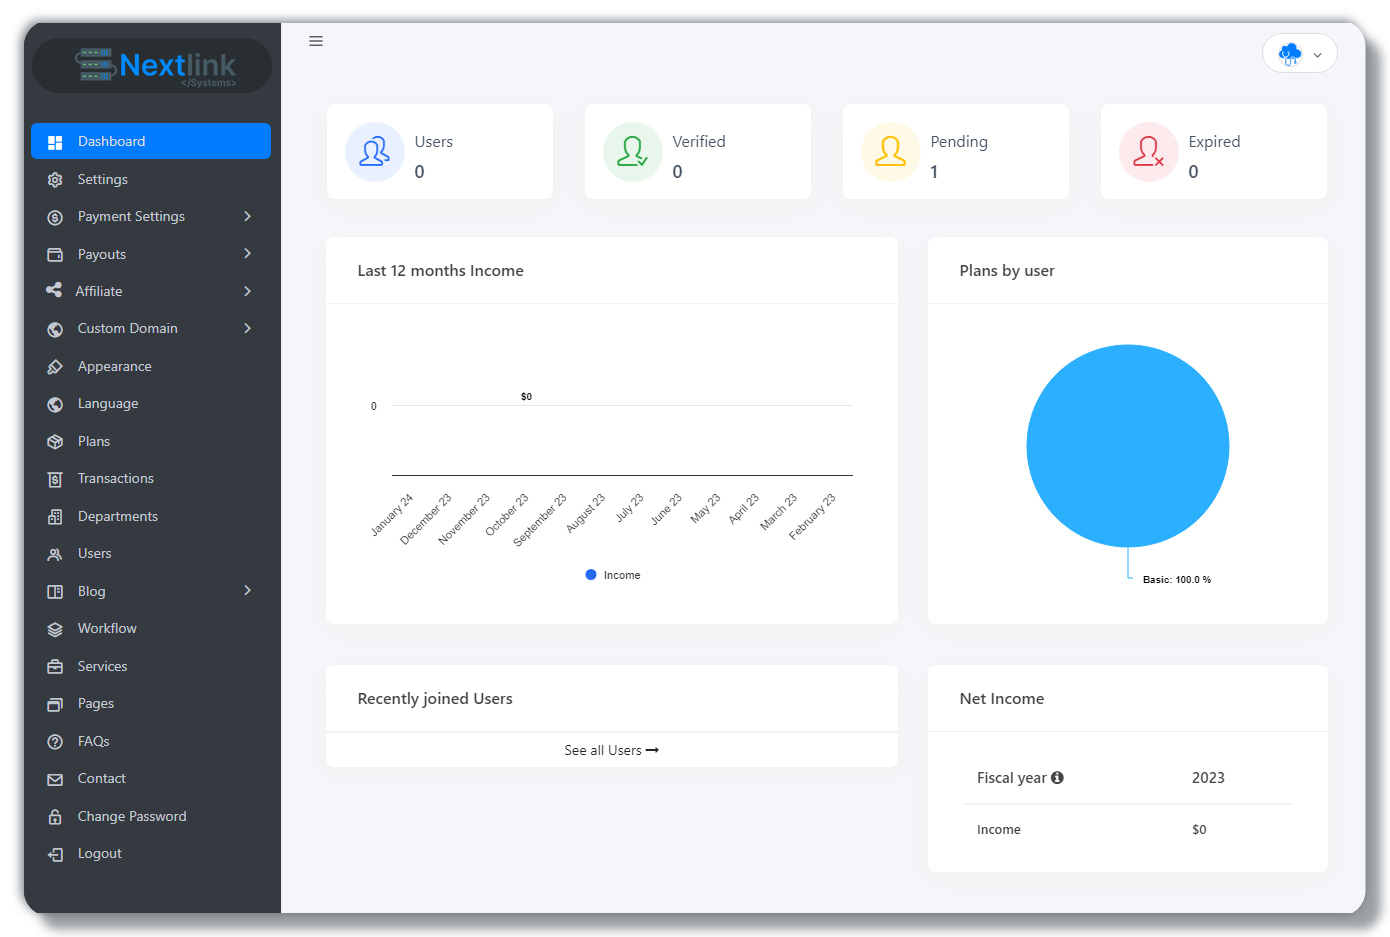 Nextlink
</Systems>
Dashboard
Settings
Payment Settings
Payouts
Affiliate
Custom Domain
Appearance
Language
Plans
Transactions
Departments
Users
Blog
Workflow
Services
Pages
FAQs
Contact
Change Password
Logout
Users
0
Verified
0
Pending
1
Expired
0
Last 12 months Income
$0
0
January 24
December 23
November 23
October 23
September 23
August 23
July 23
June 23
May 23
April 23
March 23
February 23
Income
Plans by user
Basic: 100.0 %
Recently joined Users
See all Users
Net Income
Fiscal year 2023
Income $0